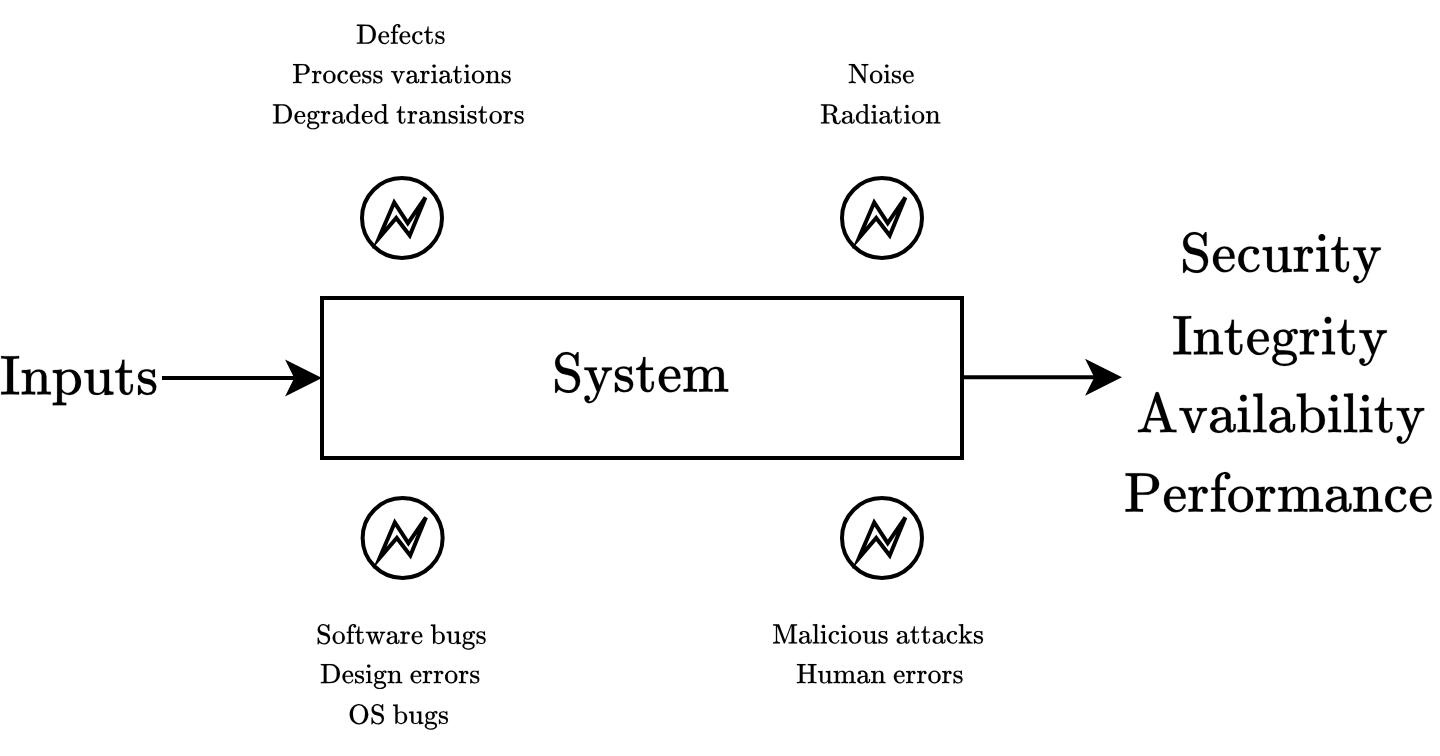 Defects
Process variations
Degraded transistors
Noise
Radiation
Inputs
System
Security
Integrity
Availability
Performance
Software bugs
Design errors
OS bugs
Malicious attacks
Human errors